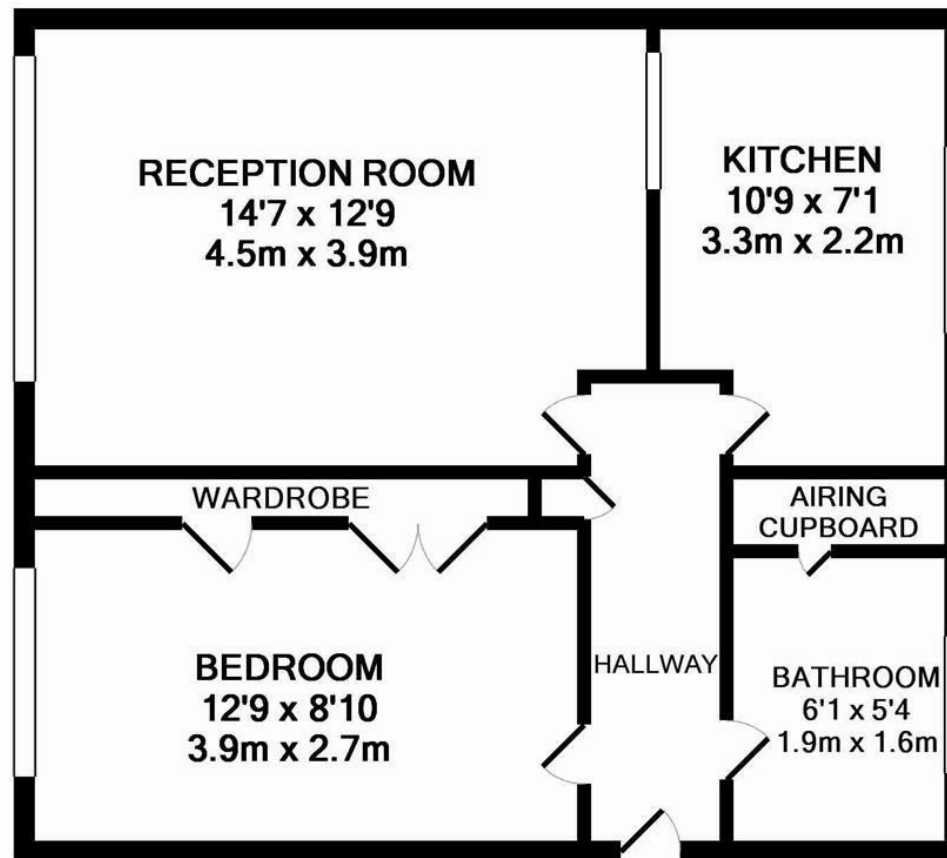 RECEPTION ROOM
14'7 x 12'9
4.5m x 3.9m
KITCHEN
10'9 x 7'1
3.3m x 2.2m
WARDROBE
AIRING
CUPBOARD
BEDROOM
12'9 x 8'10
3.9m x 2.7m
HALLWAY
BATHROOM
6'1 x 5'4
1.9m x 1.6m